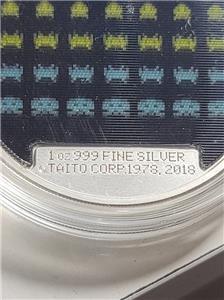 1 oz 999 FINE SILVER
©TAITO CORP.1978, 2018